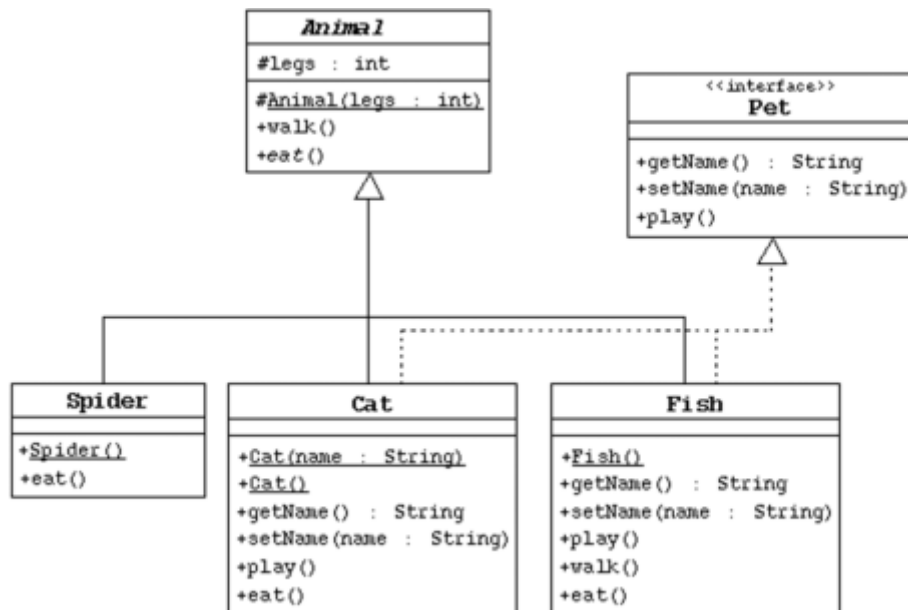 Animal
#legs : int
#Animal(legs : int)
+walk()
+eat()
<<interface>>
Pet
+getName() : String
+setName(name : String)
+play()
Spider
+Spider()
+eat()
Cat
+Cat(name : String)
+Cat()
+getName() : String
+setName(name : String)
+play()
+eat()
Fish
+Fish()
+getName() : String
+setName(name : String)
+play()
+walk()
+eat()